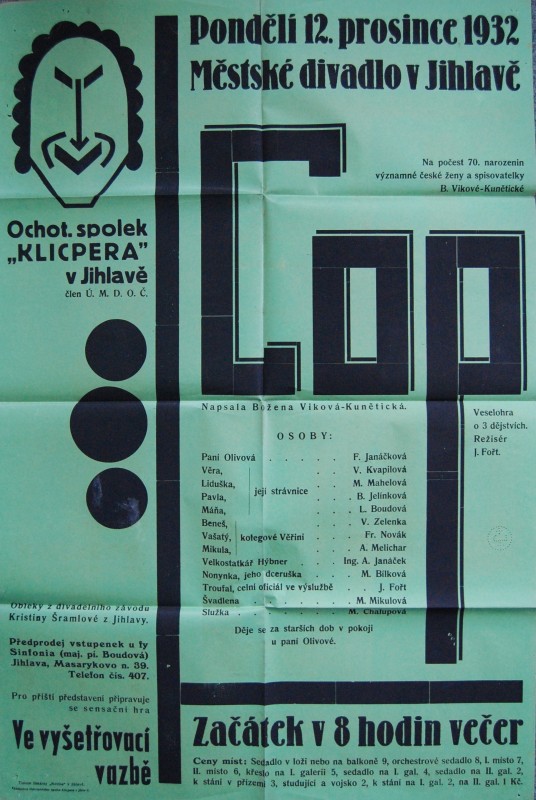 Pondělí 12. prosince 1932
Městské divadlo v Jihlavě
Cop
Na počest 70. narozenin
významné české ženy a spisovatelky
B. Vikové-Kunětické
Ochot. spolek
„KLICPERA”
v Jihlavě
člen Ú. M. D. O. Č.
Napsala Božena Viková-Kunětická.
Veselohra
o 3 dějstvích.
Režisér
J. Fořt.
OSOBY:
Paní Olivová . . . . . F. Janáčková
Věra, . . V. Kvapilová
Liduška, . . M. Mahelová
její strávnice
Pavla, . . B. Jelínková
Máňa, . . L. Boudová
Beneš, . . V. Zelenka
Vašatý, kolegové Věřini . . Fr. Novák
Mikula, . . A. Melichar
Velkostatkář Hýbner . . Ing. A. Janáček
Nonynka, jeho dceruška . . M. Bílková
Troufal, celní oficiál ve výslužbě . J. Fořt
Švadlena . . . . . M. Mikulová
Služka . . . . . M. Chalupová
Děje se za starších dob v pokoji
u paní Olivové.
Obleky z divadelního závodu
Kristiny Šramlové z Jihlavy.
Předprodej vstupenek u fy
Sinfonia (maj. pí. Boudová)
Jihlava, Masarykovo n. 39.
Telefon čís. 407.
Pro příští představení připravuje
se sensační hra
Ve vyšetřovací
vazbě
Začátek v 8 hodin večer
Ceny míst: Sedadlo v loži nebo na balkoně 9, orchestrové sedadlo 8, I. místo 7,
II. místo 6, křeslo na I. galerii 5, sedadlo na I. gal. 4, sedadlo na II. gal. 2,
k stání v přízemí 3, studující a vojsko 2, k stání na I. gal. 2, na II. gal. 1 Kč.